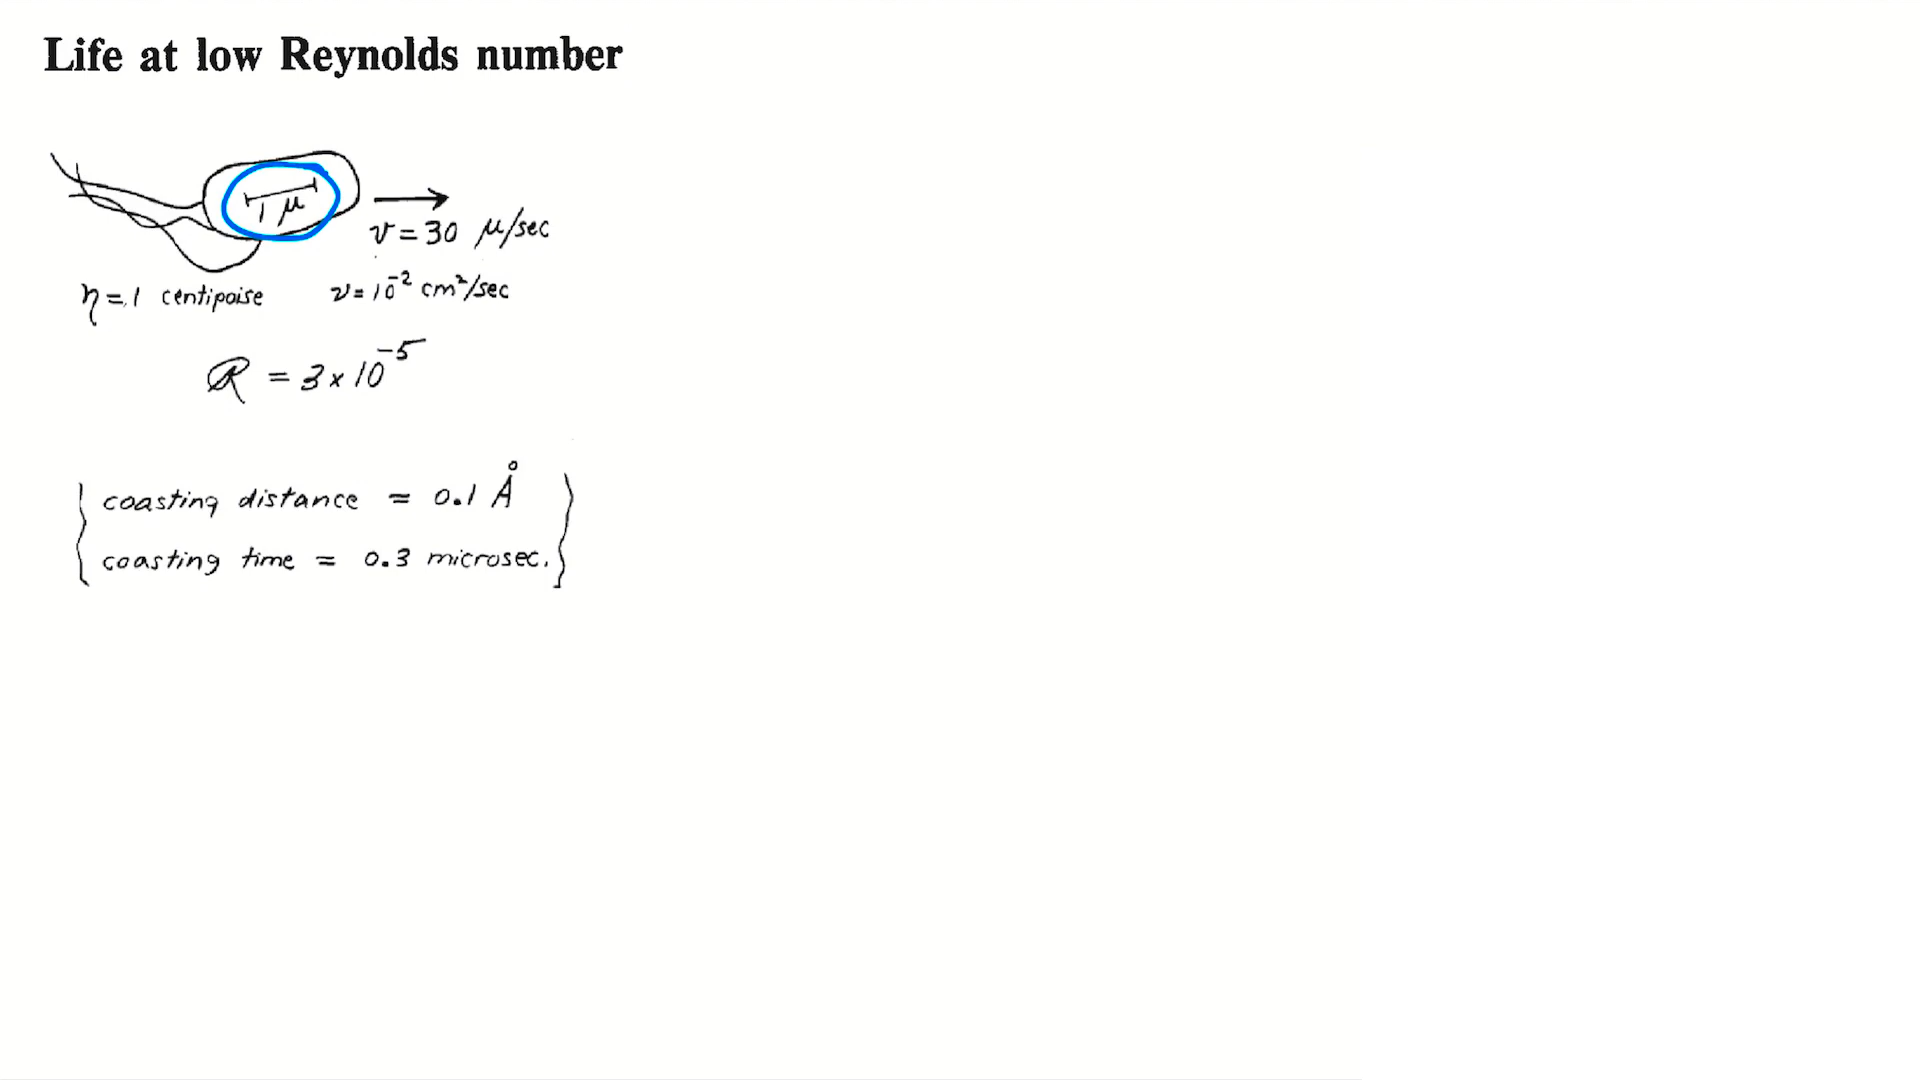 Life at low Reynolds number
1 μ
v = 30 μ/sec
η = 1 centipoise ν = 10⁻² cm²/sec
R = 3 × 10⁻⁵
coasting distance = 0.1 Å
coasting time = 0.3 microsec.